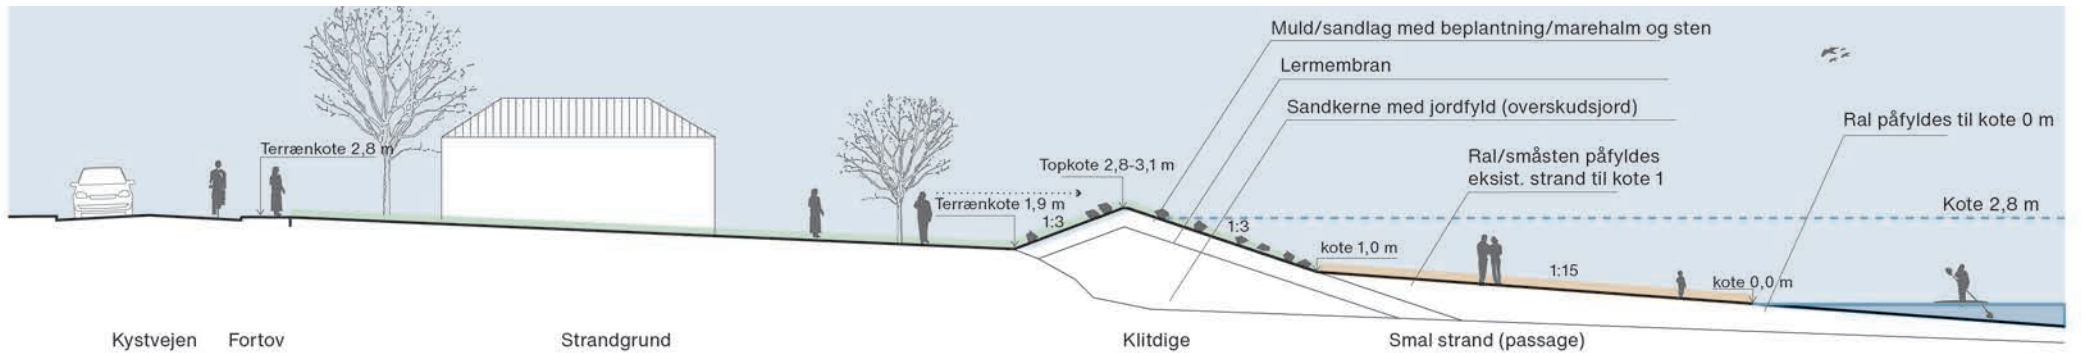 Muld/sandlag med beplantning/marehalm og sten
Lermembran
Sandkerne med jordfyld (overskudsjord)
Ral påfyldes til kote 0 m
Terrænkote 2,8 m
Topkote 2,8-3,1 m
Ral/småsten påfyldes
eksist. strand til kote 1
Terrænkote 1,9 m
Kote 2,8 m
1:3
1:3
kote 1,0 m
1:15
kote 0,0 m
Kystvejen
Fortov
Strandgrund
Klitdige
Smal strand (passage)